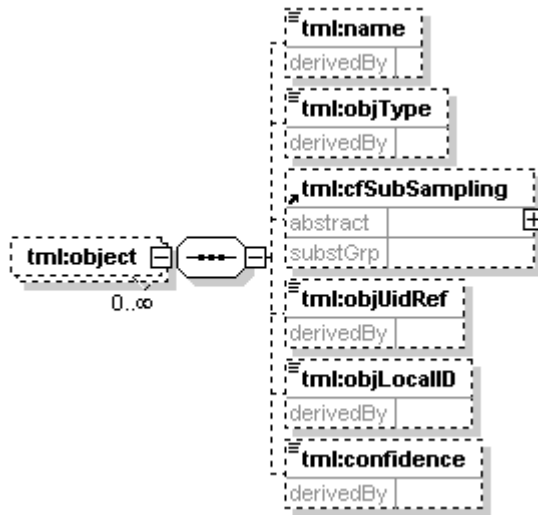 tml:name
derivedBy
tml:objType
derivedBy
tml:cfSubSampling
abstract
substGrp
tml:object
0..∞
tml:objUidRef
derivedBy
tml:objLocalID
derivedBy
tml:confidence
derivedBy